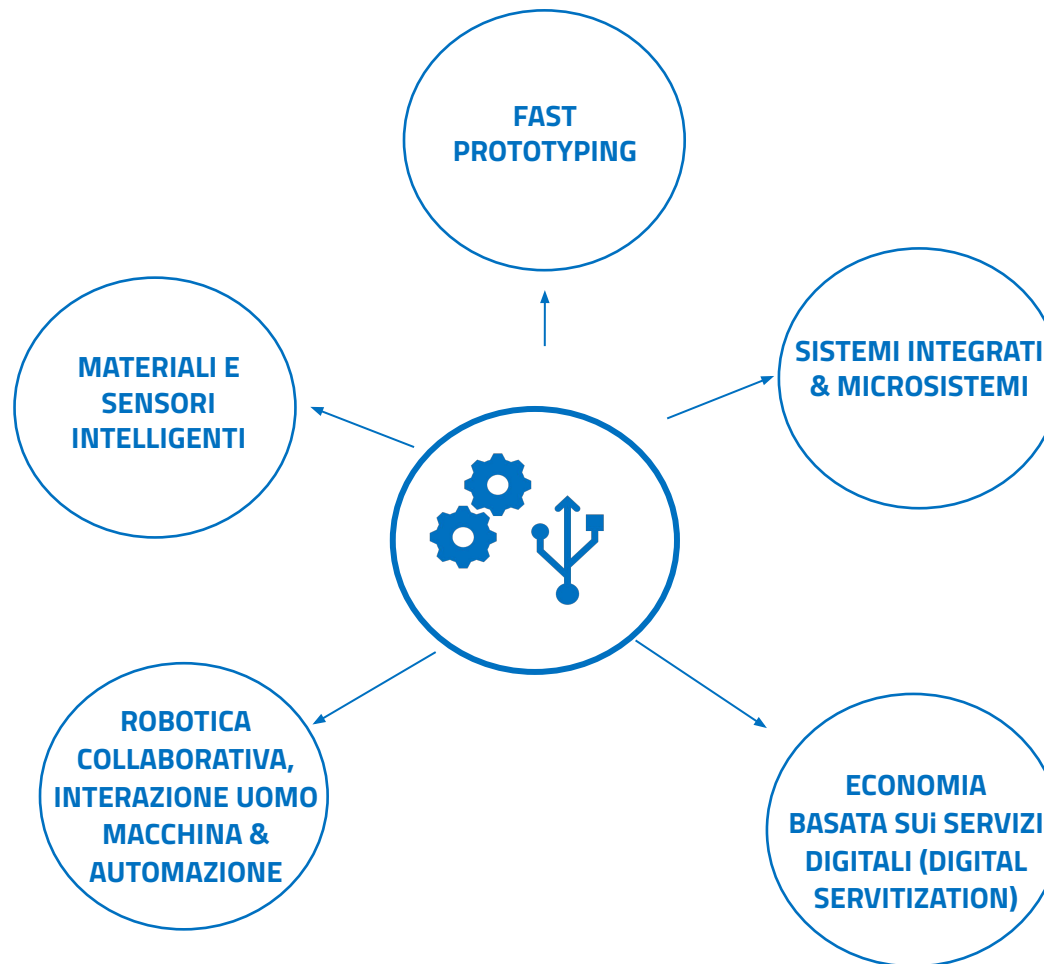 FAST
PROTOTYPING
SISTEMI INTEGRATI
& MICROSISTEMI
MATERIALI E
SENSORI
INTELLIGENTI
ROBOTICA
COLLABORATIVA,
INTERAZIONE UOMO
MACCHINA &
AUTOMAZIONE
ECONOMIA
BASATA SUi SERVIZI
DIGITALI (DIGITAL
SERVITIZATION)